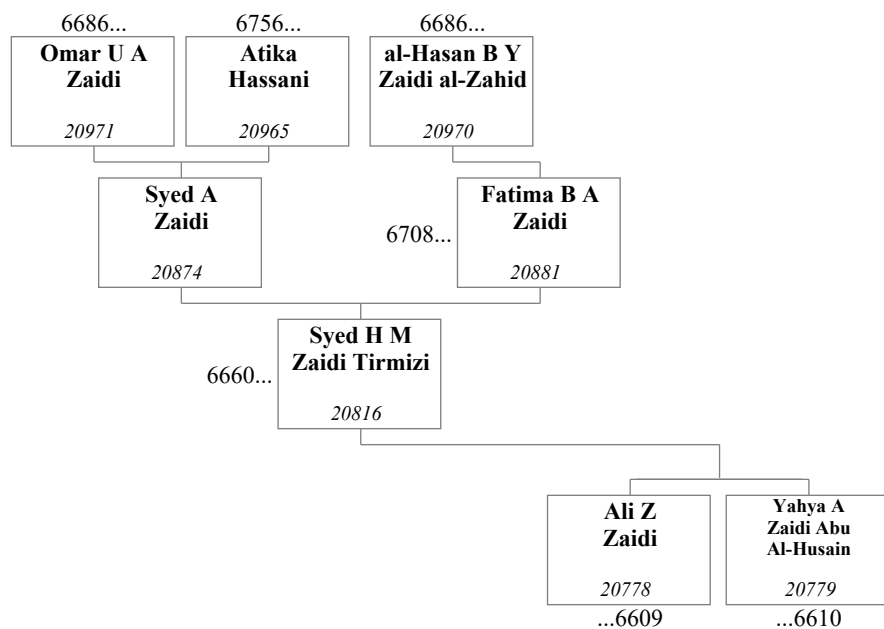 6686...
6756...
6686...
Omar U A
Zaidi
20971
Atika
Hassani
20965
al-Hasan B Y
Zaidi al-Zahid
20970
Syed A
Zaidi
20874
6708...
Fatima B A
Zaidi
20881
6660...
Syed H M
Zaidi Tirmizi
20816
Ali Z
Zaidi
20778
Yahya A
Zaidi Abu
Al-Husain
20779
...6609
...6610